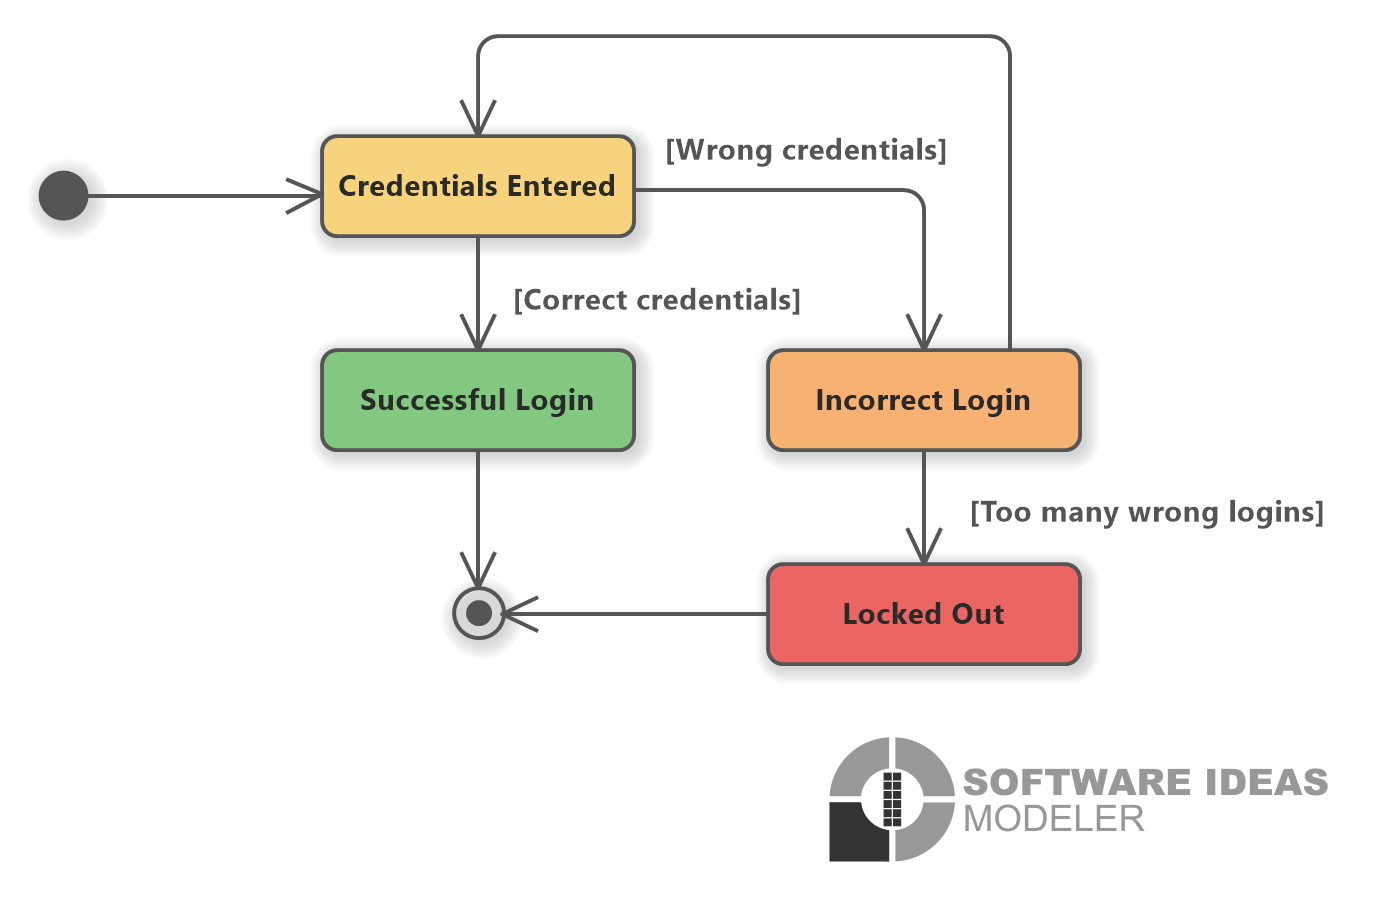 [Wrong credentials]
Credentials Entered
[Correct credentials]
Successful Login
Incorrect Login
[Too many wrong logins]
Locked Out
SOFTWARE IDEAS
MODELER